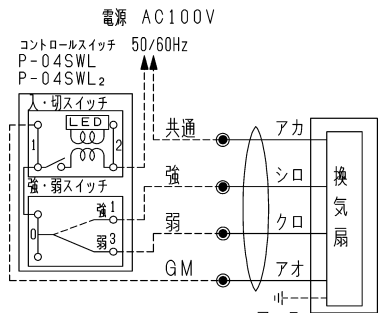 電源 AC100V
50/60Hz
コントロールスイッチ
P-04SWL
P-04SWL₂
入・切スイッチ
LED
1
2
強・弱スイッチ
強 1
0
弱 3
共通
強
弱
GM
アカ
シロ
クロ
アオ
換気扇